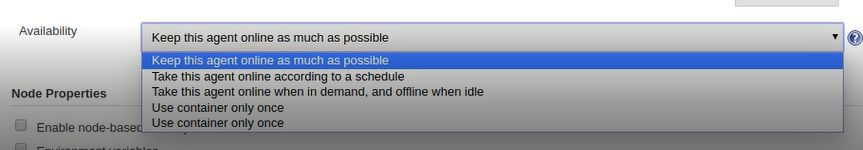 Availability
Keep this agent online as much as possible
Keep this agent online as much as possible
Take this agent online according to a schedule
Take this agent online when in demand, and offline when idle
Use container only once
Use container only once
Node Properties
Enable node-based
Environment variables